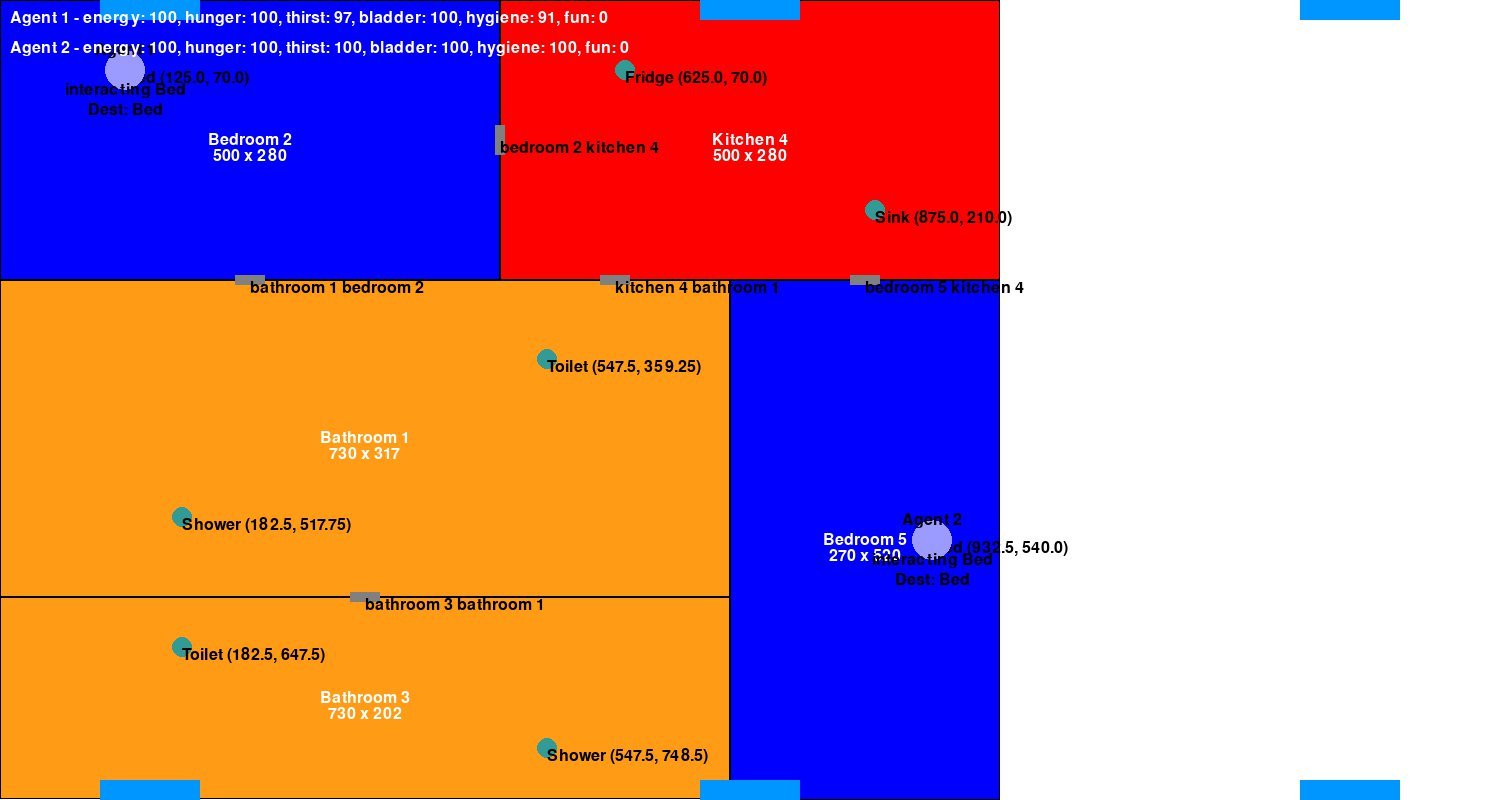 Agent 1 - energy: 100, hunger: 100, thirst: 97, bladder: 100, hygiene: 91, fun: 0
Agent 2 - energy: 100, hunger: 100, thirst: 100, bladder: 100, hygiene: 100, fun: 0
(125.0, 70.0)
interacting Bed
Dest: Bed
Fridge (625.0, 70.0)
Bedroom 2
500 x 280
bedroom 2 kitchen 4
Kitchen 4
500 x 280
Sink (875.0, 210.0)
bathroom 1 bedroom 2
kitchen 4 bathroom 1
bedroom 5 kitchen 4
Toilet (547.5, 359.25)
Bathroom 1
730 x 317
Shower (182.5, 517.75)
Agent 2
Bedroom 5
270 x 520
(932.5, 540.0)
interacting Bed
Dest: Bed
bathroom 3 bathroom 1
Toilet (182.5, 647.5)
Bathroom 3
730 x 202
Shower (547.5, 748.5)